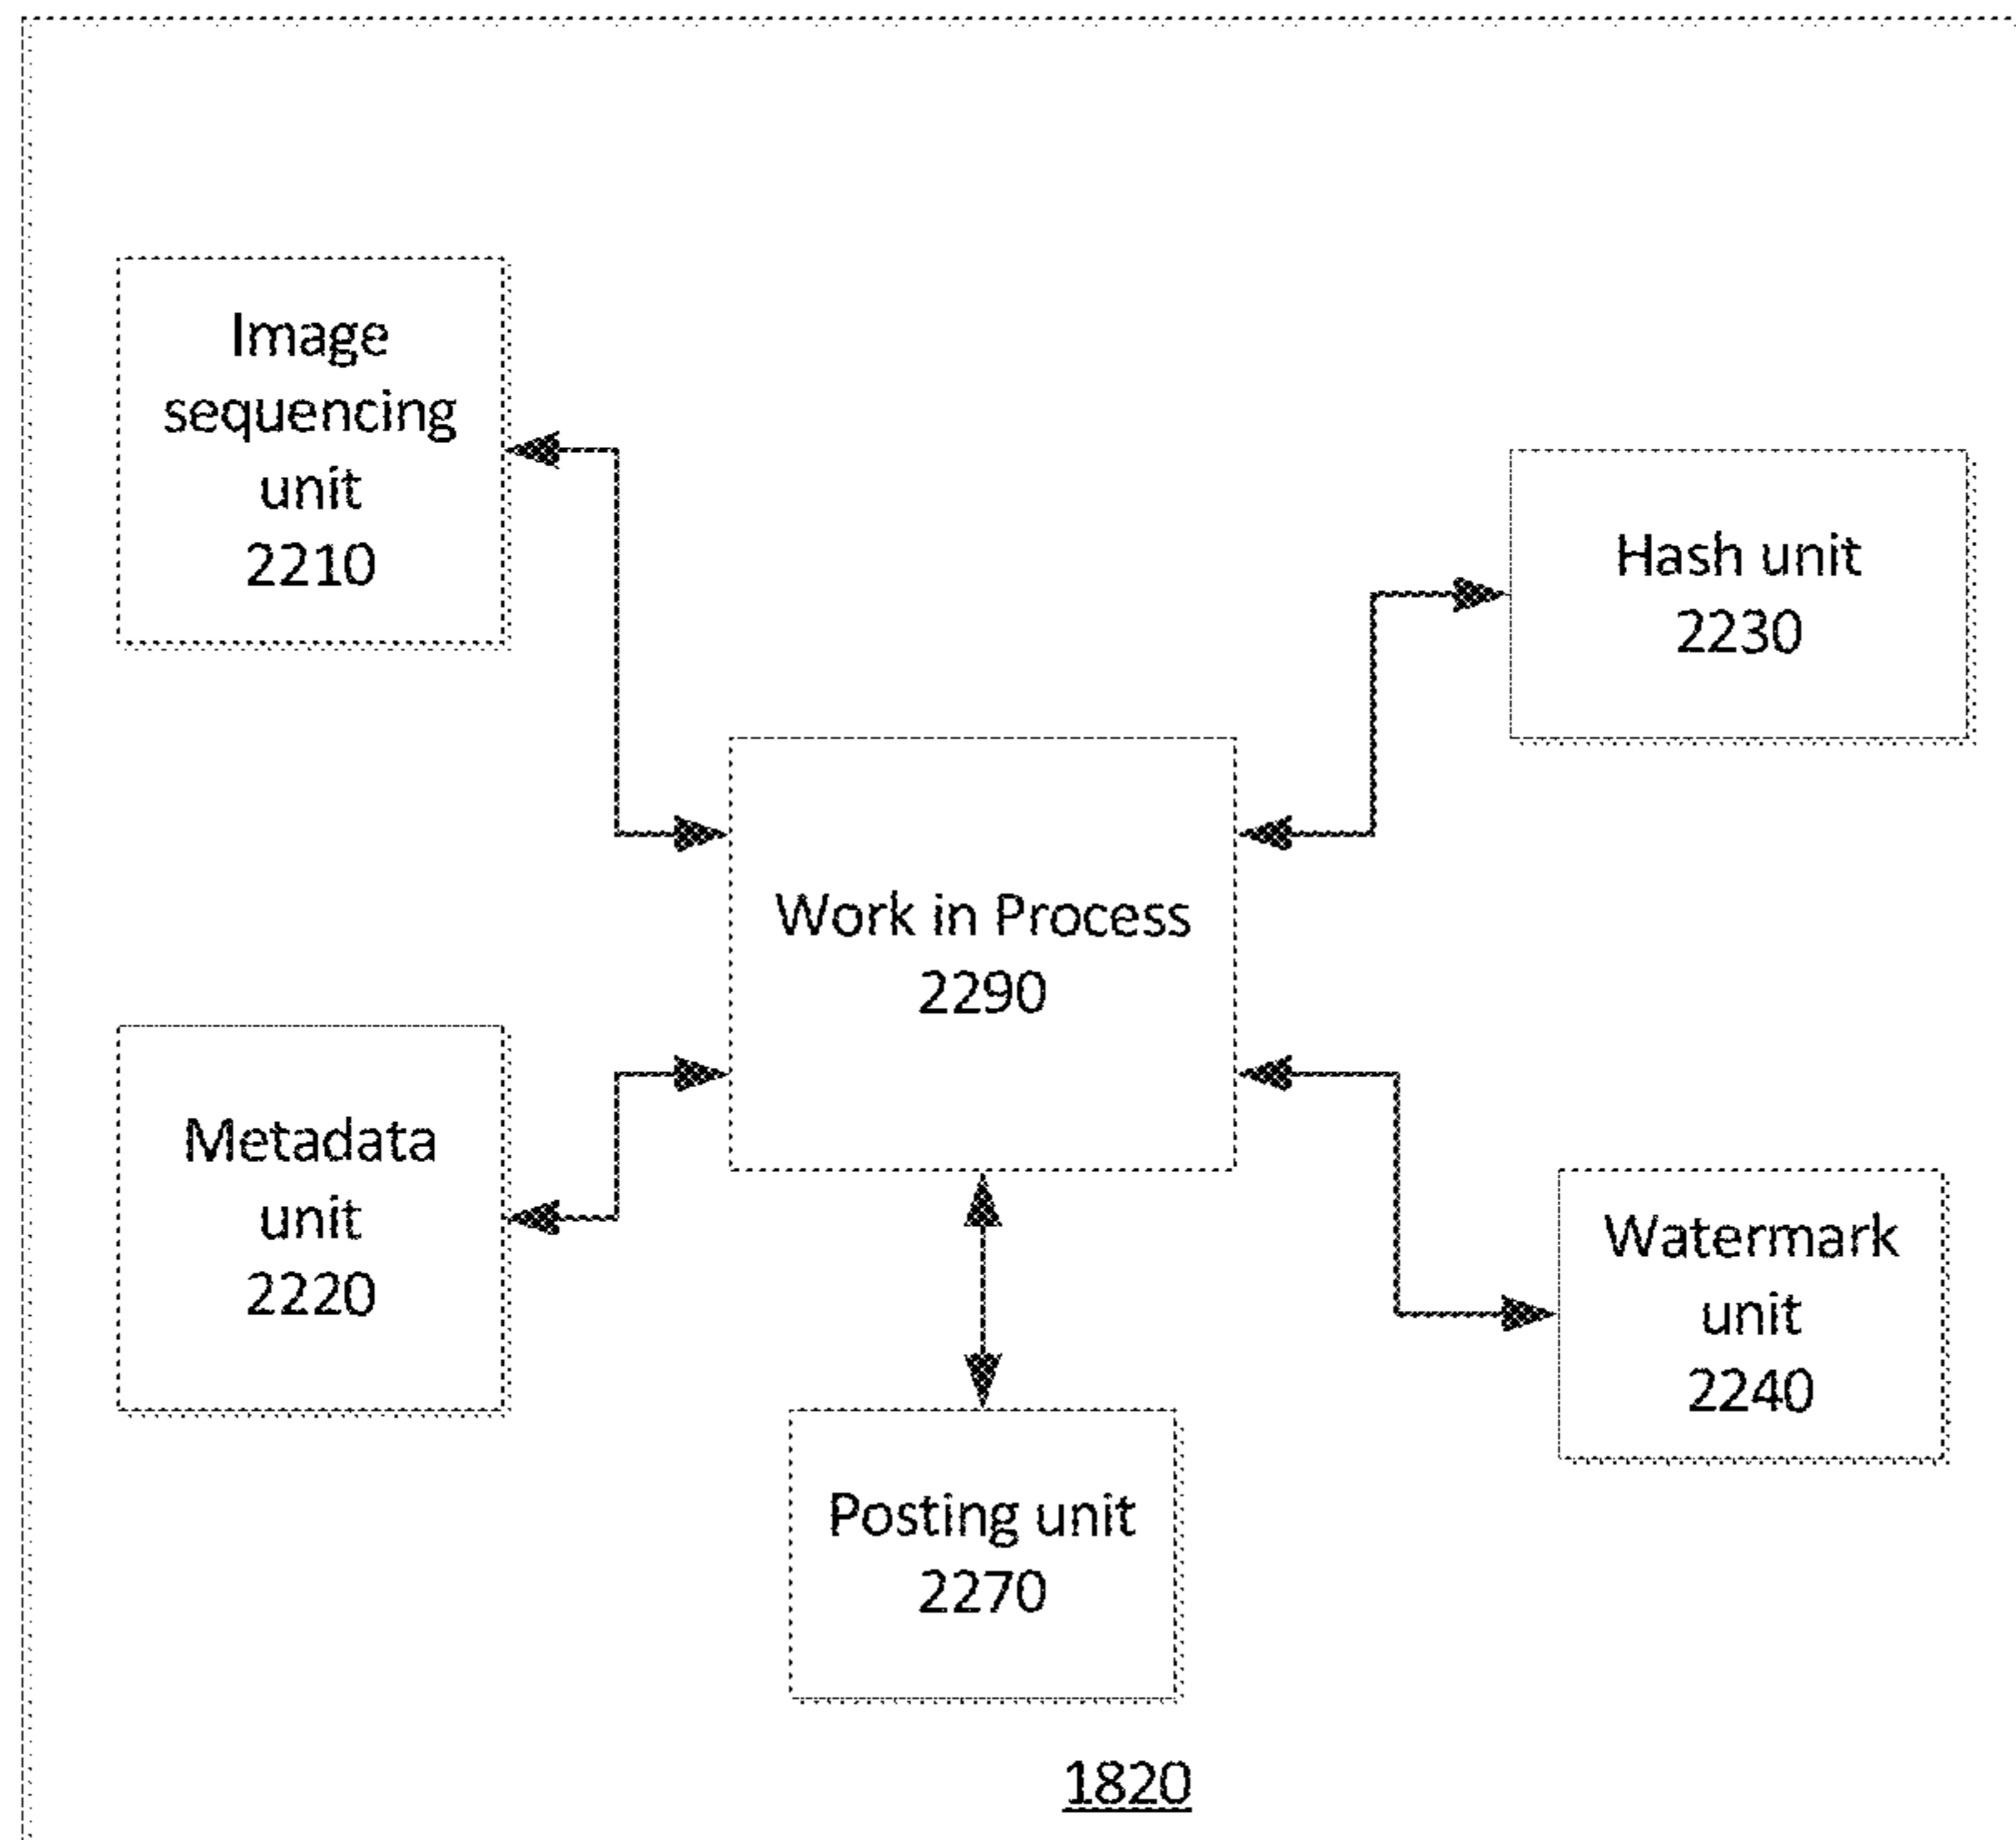 Image
sequencing
unit
2210
Hash unit
2230
Work in Process
2290
Metadata
unit
2220
Watermark
unit
2240
Posting unit
2270
1820